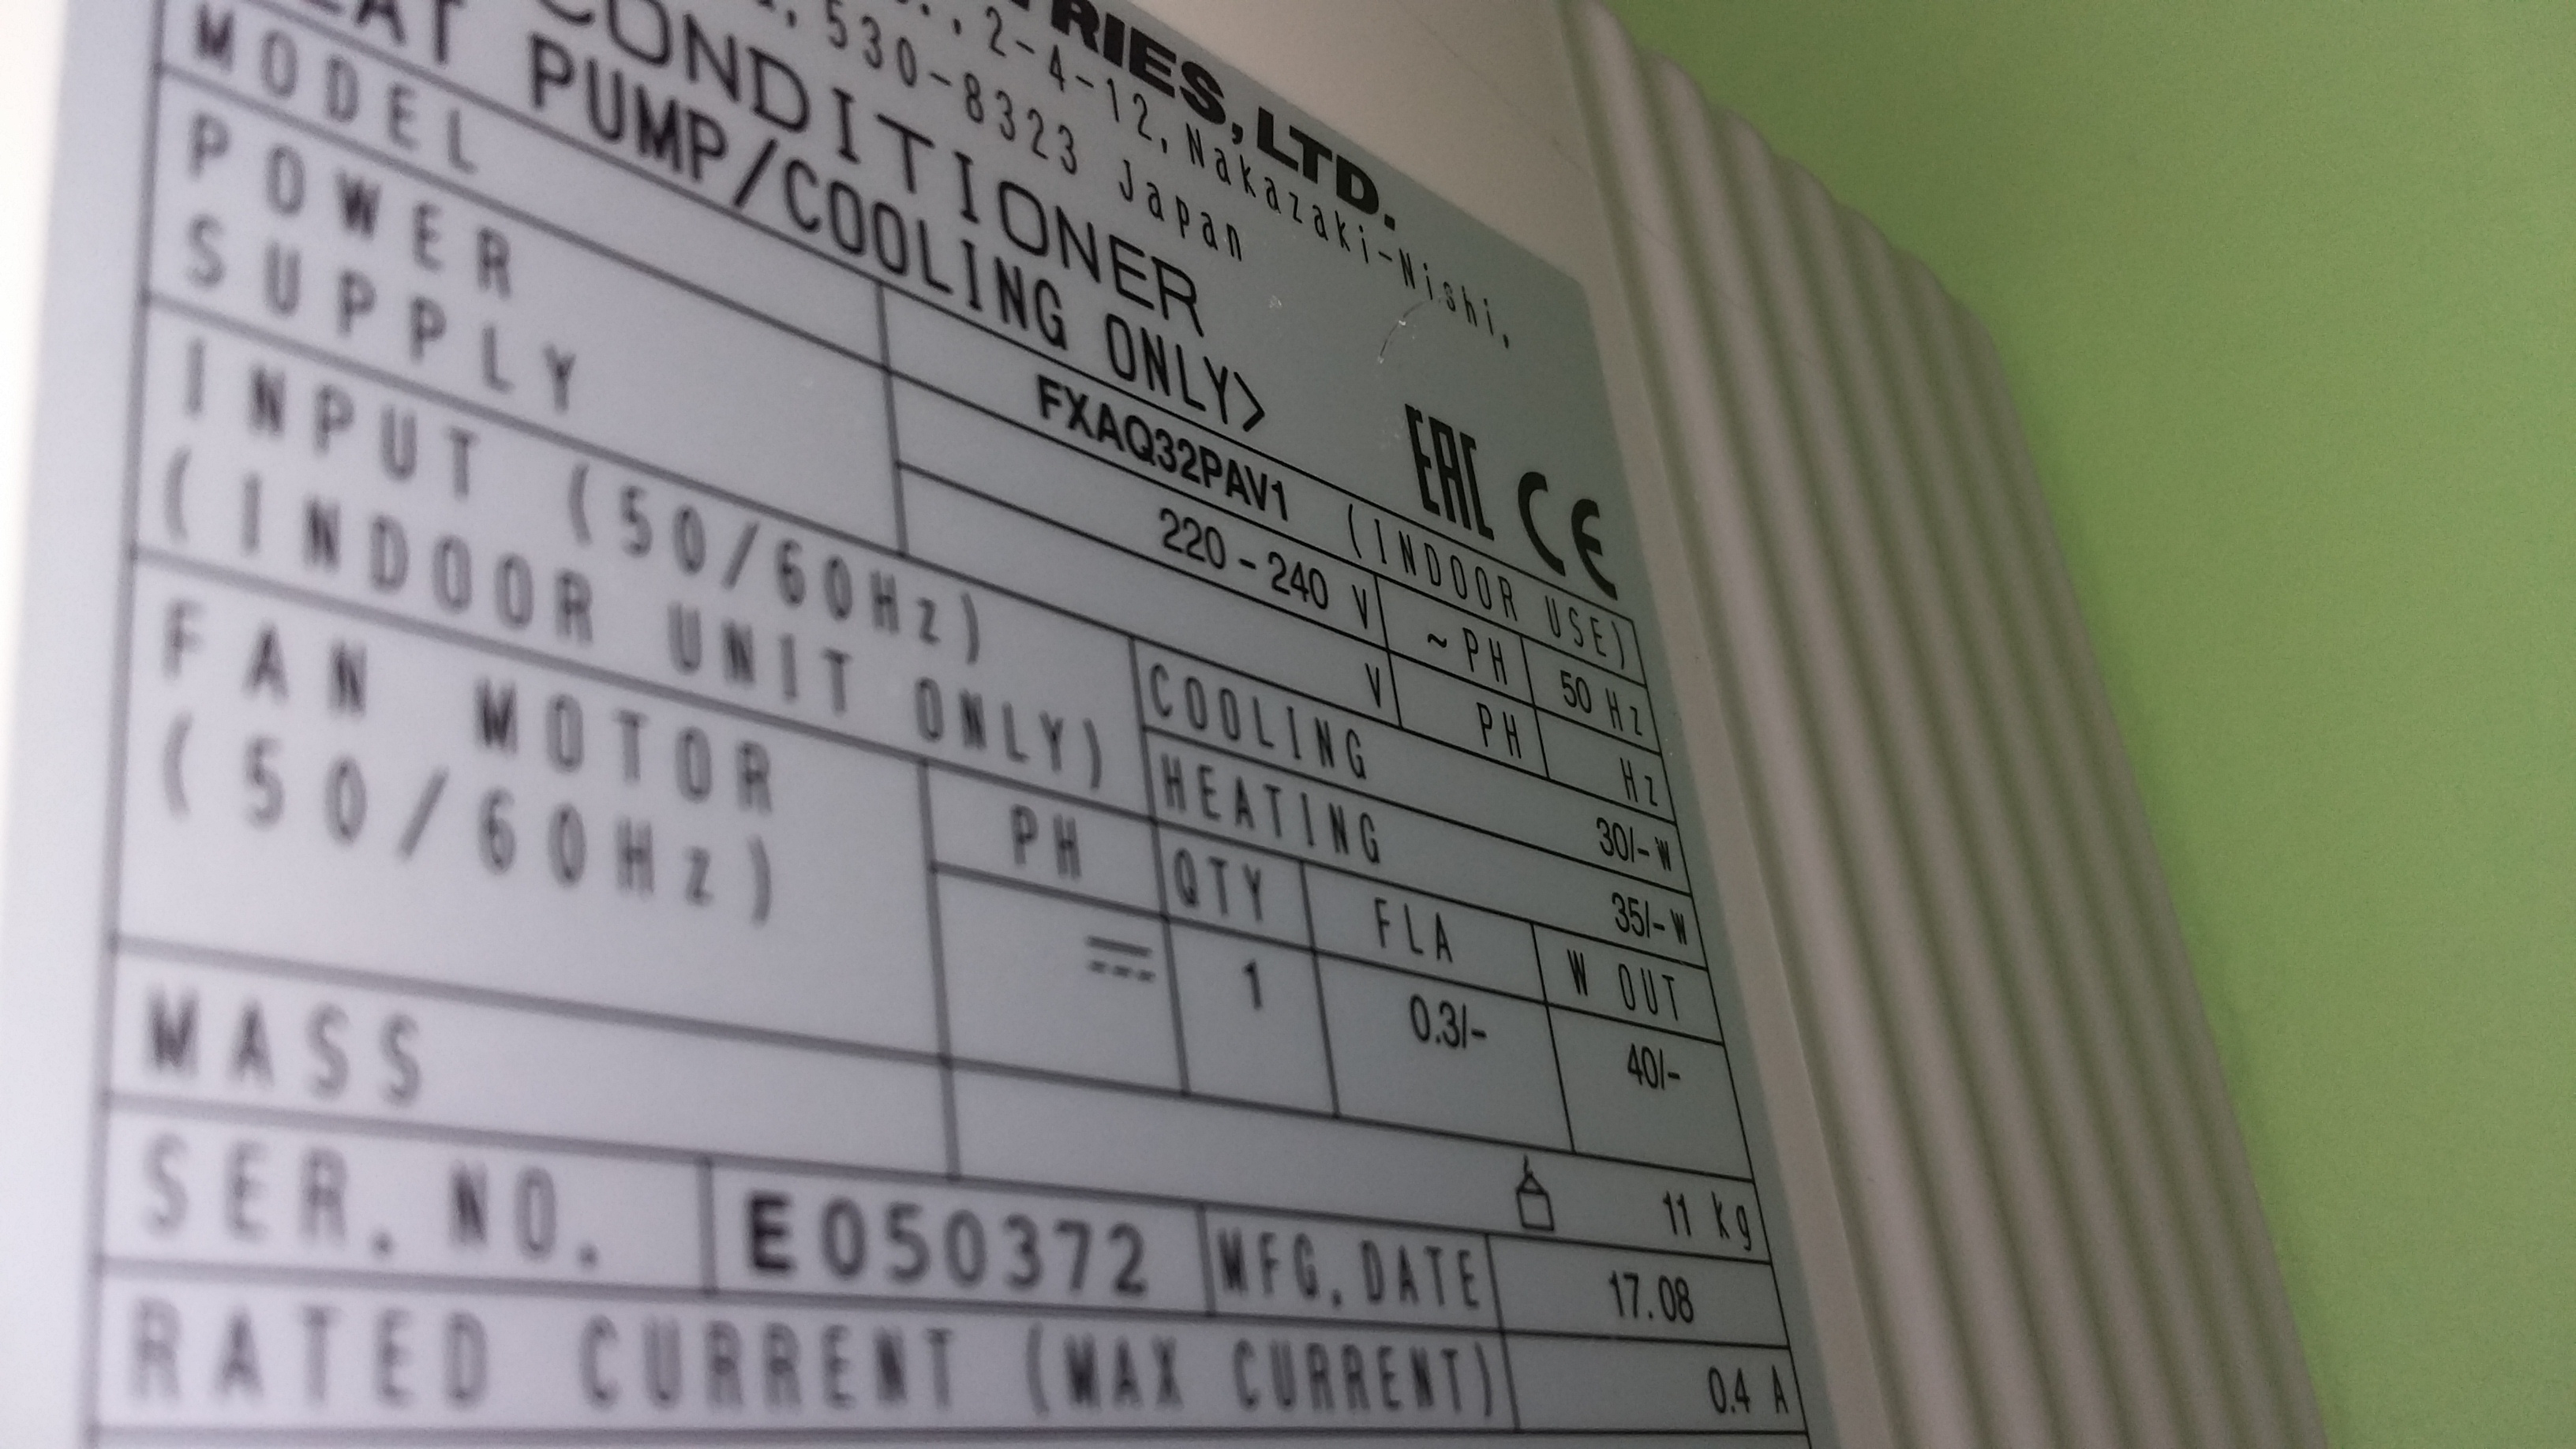 TRIES,LTD.
2-4-12, Nakazaki-Nishi,
530-8323 Japan
CONDITIONER
EAT PUMP/COOLING ONLY>
EAC CE
MODEL FXAQ32PAV1 (INDOOR USE)
POWER SUPPLY 220-240 V ~PH 50 Hz
V PH Hz
INPUT (50/60Hz) COOLING 30/- W
(INDOOR UNIT ONLY) HEATING 35/- W
FAN MOTOR PH QTY FLA W OUT
(50/60Hz) 1 0.3/- 40/-
MASS 11 kg
SER. NO. E050372 MFG. DATE 17.08
RATED CURRENT (MAX CURRENT) 0.4 A